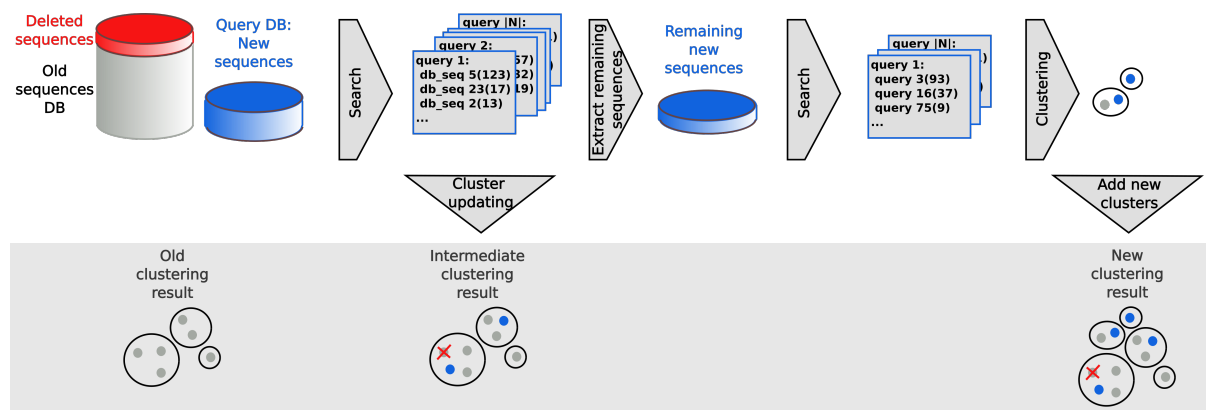 Deleted
sequences
Old
sequences
DB
Query DB:
New
sequences
Search
query |N|:
query 2:
57)
32)
19)
query 1:
db_seq 5(123)
db_seq 23(17)
db_seq 2(13)
...
Extract remaining
sequences
Remaining
new
sequences
Search
query |N|:
query 1:
query 3(93)
query 16(37)
query 75(9)
...
Clustering
Cluster
updating
Add new
clusters
Old
clustering
result
Intermediate
clustering
result
New
clustering
result